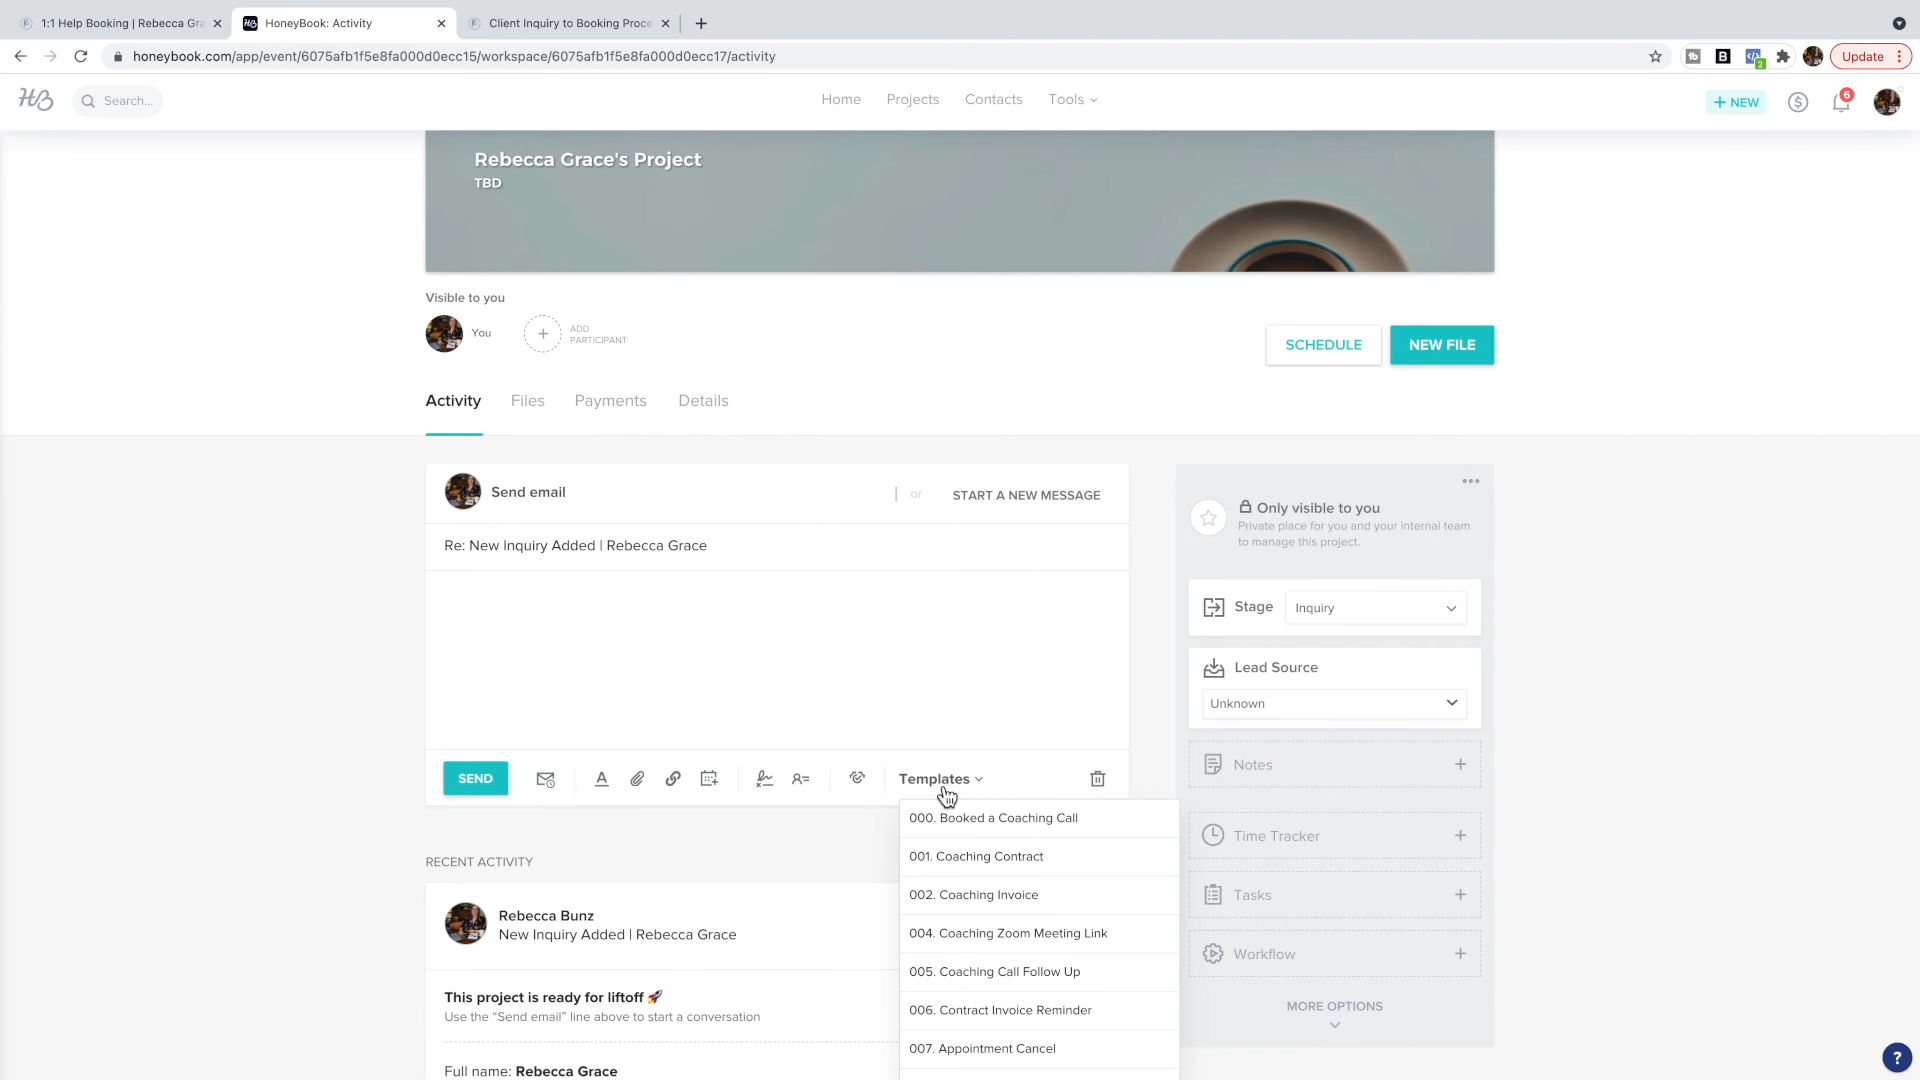 1:1 Help Booking | Rebecca Gra
HoneyBook: Activity
Client Inquiry to Booking Proce
honeybook.com/app/event/6075afb1f5e8fa000d0ecc15/workspace/6075afb1f5e8fa000d0ecc17/activity
B
2
Update
HB
Search...
Home
Projects
Contacts
Tools
+ NEW
$
6
Rebecca Grace's Project
TBD
Visible to you
You
ADD
PARTICIPANT
SCHEDULE
NEW FILE
Activity
Files
Payments
Details
Send email
or
START A NEW MESSAGE
Re: New Inquiry Added | Rebecca Grace
SEND
Templates
000. Booked a Coaching Call
001. Coaching Contract
002. Coaching Invoice
004. Coaching Zoom Meeting Link
005. Coaching Call Follow Up
006. Contract Invoice Reminder
007. Appointment Cancel
RECENT ACTIVITY
Rebecca Bunz
New Inquiry Added | Rebecca Grace
This project is ready for liftoff 🚀
Use the “Send email” line above to start a conversation
Full name: Rebecca Grace
Only visible to you
Private place for you and your internal team
to manage this project.
Stage
Inquiry
Lead Source
Unknown
Notes
Time Tracker
Tasks
Workflow
MORE OPTIONS
?